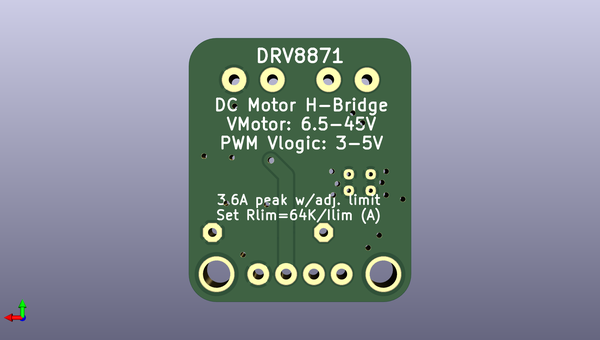 DRV8871
DC Motor H-Bridge
VMotor: 6.5-45V
PWM Vlogic: 3-5V
3.6A peak w/adj. limit
Set Rlim=64K/Ilim (A)